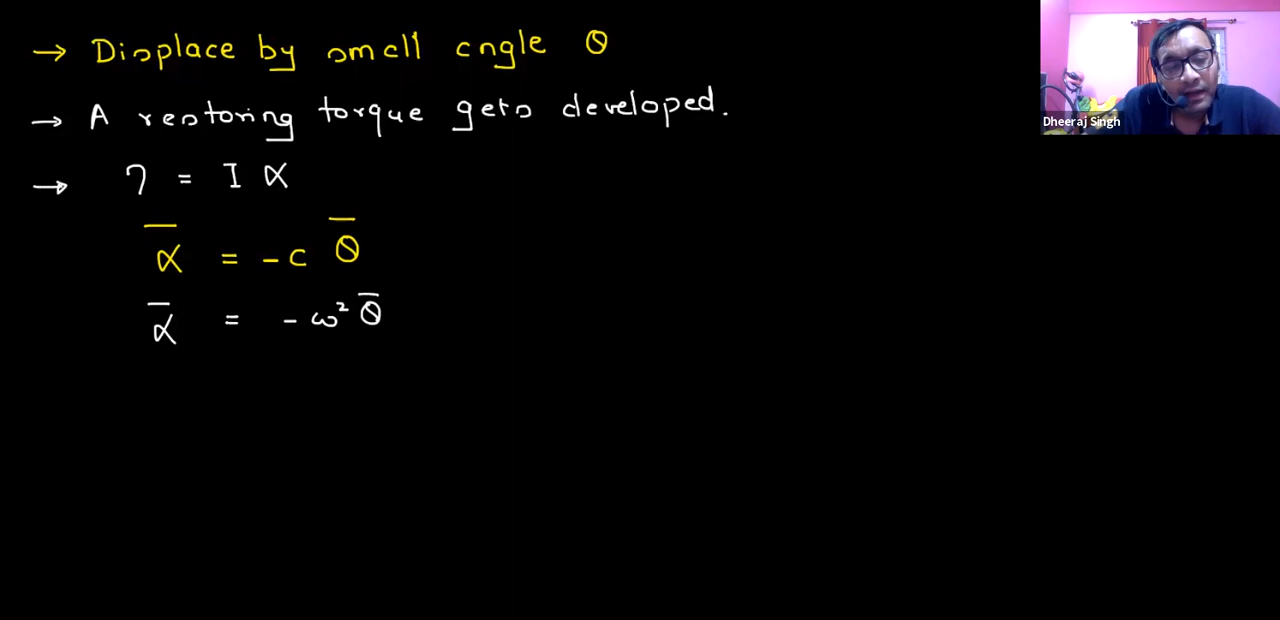 → Displace by small angle θ
→ A restoring torque gets developed.
Dheeraj Singh
→ τ = I α
ᾱ = -c θ̄
ᾱ = - ω² θ̄